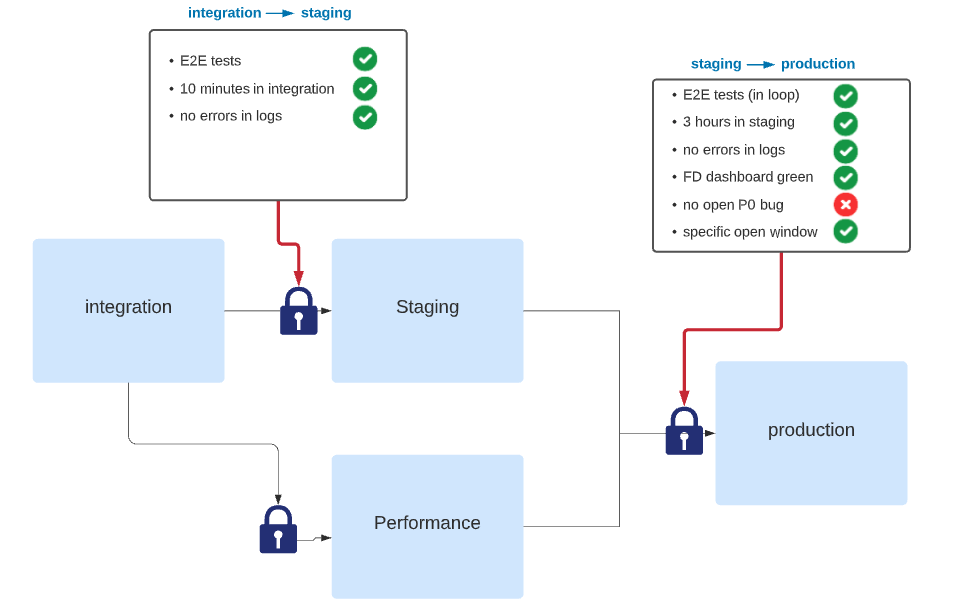 integration → staging
• E2E tests
• 10 minutes in integration
• no errors in logs
staging → production
• E2E tests (in loop)
• 3 hours in staging
• no errors in logs
• FD dashboard green
• no open P0 bug
• specific open window
integration
Staging
production
Performance